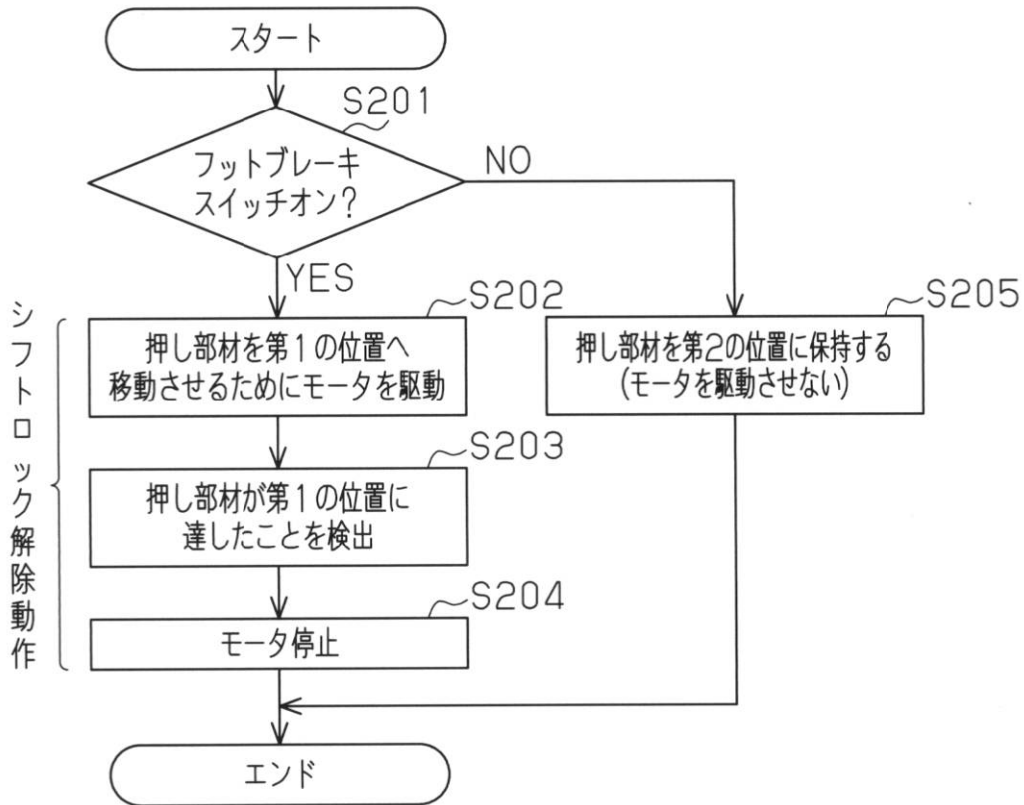 スタート
S201
フットブレーキ
スイッチオン?
NO
YES
シフトロック解除動作
S202
押し部材を第1の位置へ
移動させるためにモータを駆動
S205
押し部材を第2の位置に保持する
(モータを駆動させない)
S203
押し部材が第1の位置に
達したことを検出
S204
モータ停止
エンド